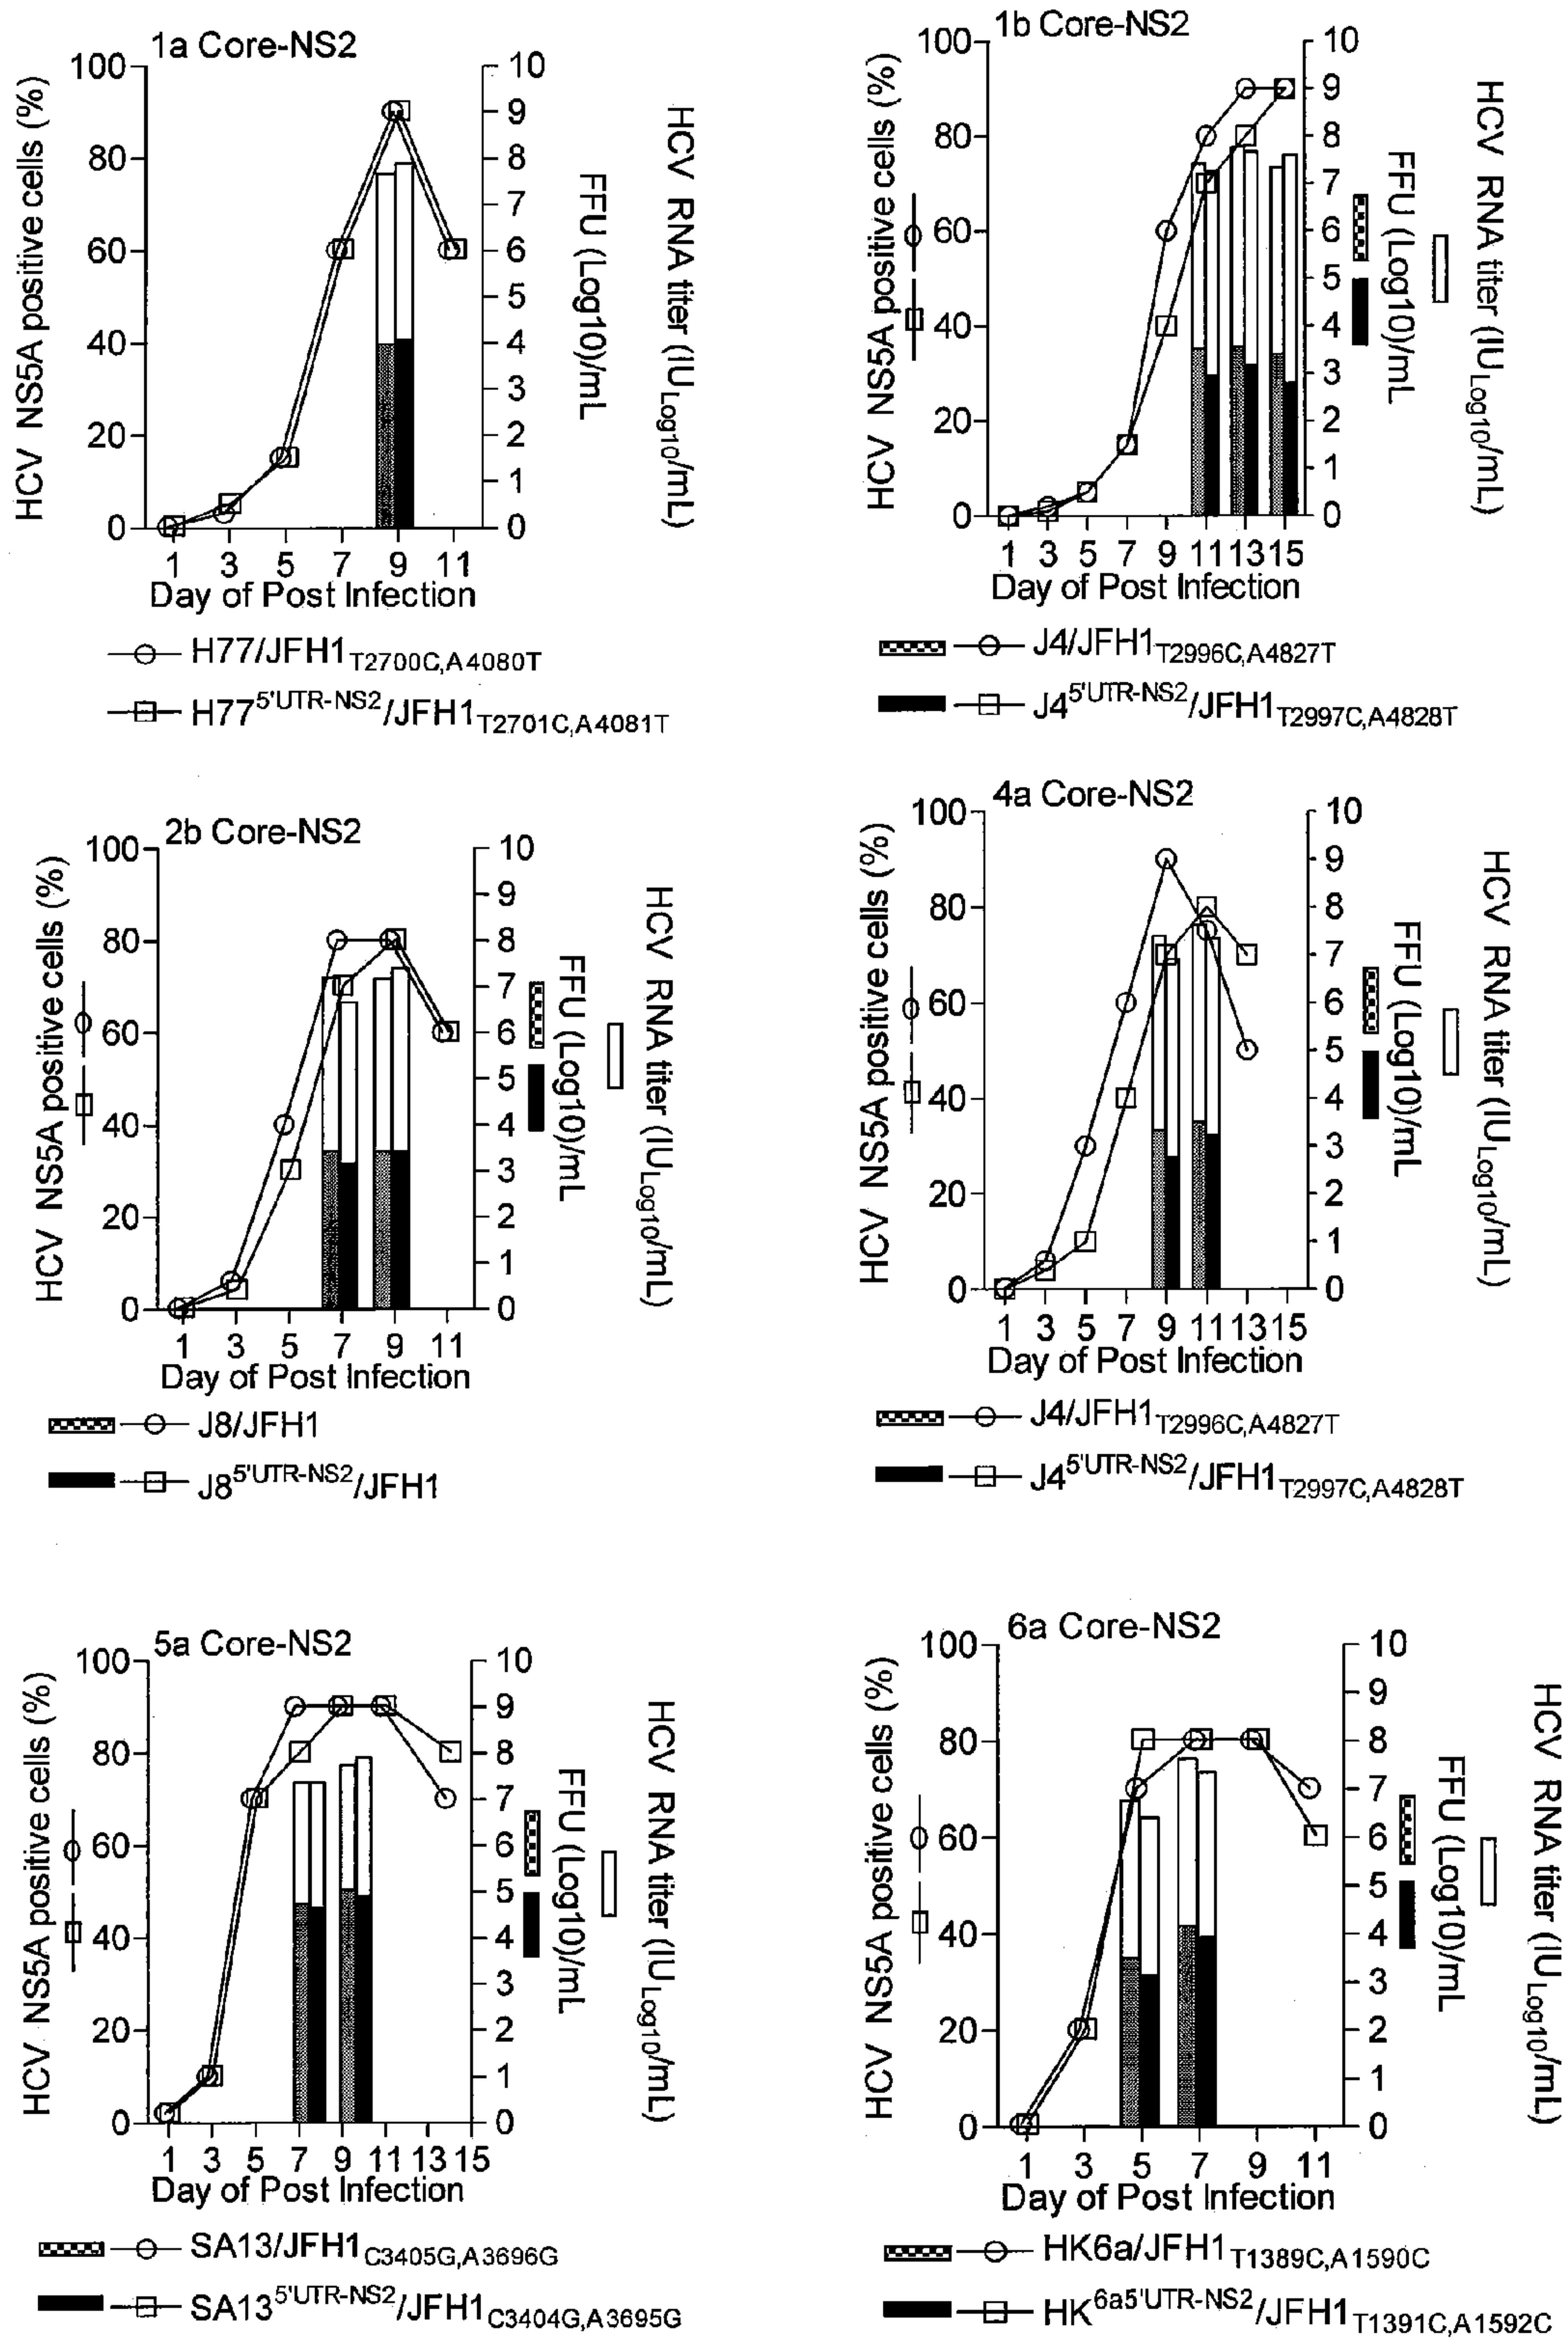 1a Core-NS2
HCV NS5A positive cells (%)
100
80
60
40
20
0
10
9
8
7
6
5
4
3
2
1
0
FFU (Log10)/mL
HCV RNA titer (IULog10/mL)
1 3 5 7 9 11
Day of Post Infection
H77/JFH1T2700C,A4080T
H775'UTR-NS2/JFH1T2701C,A4081T
1b Core-NS2
HCV NS5A positive cells (%)
100
80
60
40
20
0
10
9
8
7
6
5
4
3
2
1
0
FFU (Log10)/mL
HCV RNA titer (IULog10/mL)
1 3 5 7 9 11 13 15
Day of Post Infection
J4/JFH1T2996C,A4827T
J45'UTR-NS2/JFH1T2997C,A4828T
2b Core-NS2
HCV NS5A positive cells (%)
100
80
60
40
20
0
10
9
8
7
6
5
4
3
2
1
0
FFU (Log10)/mL
HCV RNA titer (IULog10/mL)
1 3 5 7 9 11
Day of Post Infection
J8/JFH1
J85'UTR-NS2/JFH1
4a Core-NS2
HCV NS5A positive cells (%)
100
80
60
40
20
0
10
9
8
7
6
5
4
3
2
1
0
FFU (Log10)/mL
HCV RNA titer (IULog10/mL)
1 3 5 7 9 11 13 15
Day of Post Infection
J4/JFH1T2996C,A4827T
J45'UTR-NS2/JFH1T2997C,A4828T
5a Core-NS2
HCV NS5A positive cells (%)
100
80
60
40
20
0
10
9
8
7
6
5
4
3
2
1
0
FFU (Log10)/mL
HCV RNA titer (IULog10/mL)
1 3 5 7 9 11 13 15
Day of Post Infection
SA13/JFH1C3405G,A3696G
SA135'UTR-NS2/JFH1C3404G,A3695G
6a Core-NS2
HCV NS5A positive cells (%)
100
80
60
40
20
0
10
9
8
7
6
5
4
3
2
1
0
FFU (Log10)/mL
HCV RNA titer (IULog10/mL)
1 3 5 7 9 11
Day of Post Infection
HK6a/JFH1T1389C,A1590C
HK6a5'UTR-NS2/JFH1T1391C,A1592C